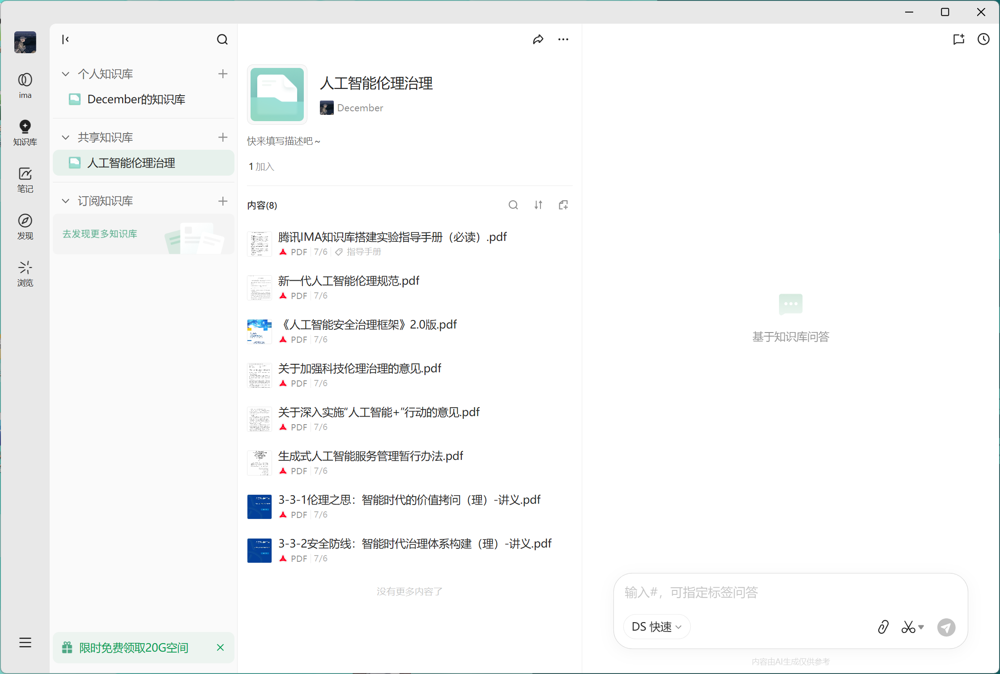 ima
知识库
笔记
发现
浏览
个人知识库
December的知识库
共享知识库
人工智能伦理治理
订阅知识库
去发现更多知识库
限时免费领取20G空间
人工智能伦理治理
December
快来填写描述吧~
1 加入
内容(8)
腾讯IMA知识库搭建实验指导手册（必读）.pdf
PDF 7/6 指导手册
新一代人工智能伦理规范.pdf
PDF 7/6
《人工智能安全治理框架》2.0版.pdf
PDF 7/6
关于加强科技伦理治理的意见.pdf
PDF 7/6
关于深入实施“人工智能+”行动的意见.pdf
PDF 7/6
生成式人工智能服务管理暂行办法.pdf
PDF 7/6
3-3-1伦理之思：智能时代的价值拷问（理）-讲义.pdf
PDF 7/6
3-3-2安全防线：智能时代治理体系构建（理）-讲义.pdf
PDF 7/6
没有更多内容了
基于知识库问答
输入#，可指定标签问答
DS 快速
内容由AI生成仅供参考